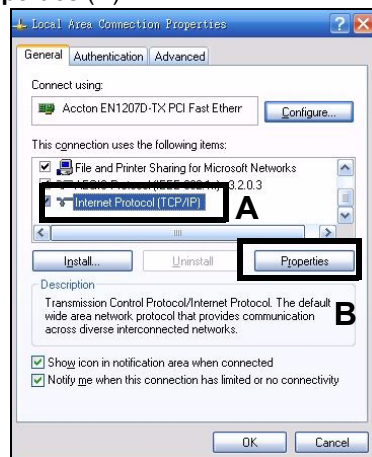 Local Area Connection Properties
General Authentication Advanced
Connect using:
Accton EN1207D-TX PCI Fast Etherr
Configure...
This connection uses the following items:
File and Printer Sharing for Microsoft Networks
3.2.0.3
Internet Protocol (TCP/IP)
A
Install... Uninstall Properties
B
Description
Transmission Control Protocol/Internet Protocol. The default
wide area network protocol that provides communication
across diverse interconnected networks.
Show icon in notification area when connected
Notify me when this connection has limited or no connectivity
OK Cancel